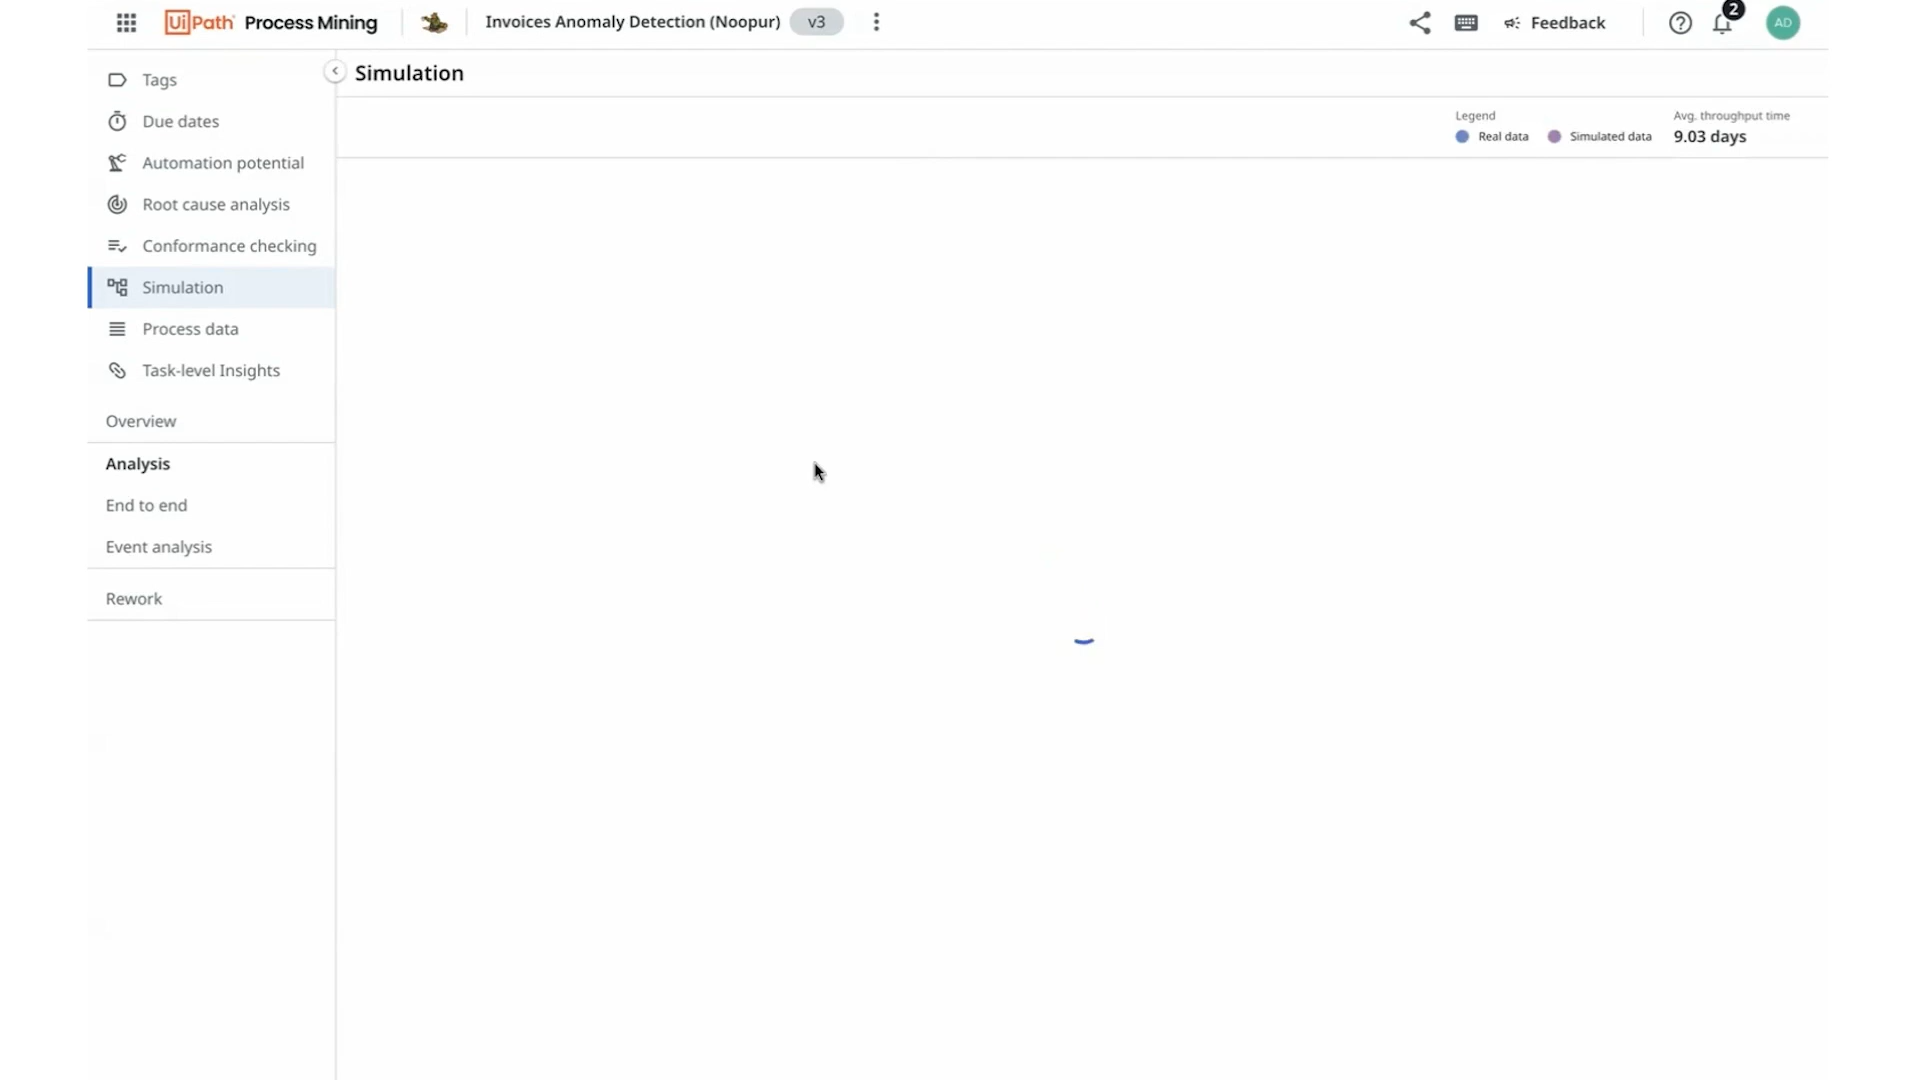 UiPath Process Mining
Invoices Anomaly Detection (Noopur) v3
Feedback
2
AD
Tags
Due dates
Automation potential
Root cause analysis
Conformance checking
Simulation
Process data
Task-level Insights
Overview
Analysis
End to end
Event analysis
Rework
Simulation
Legend
Real data Simulated data
Avg. throughput time
9.03 days